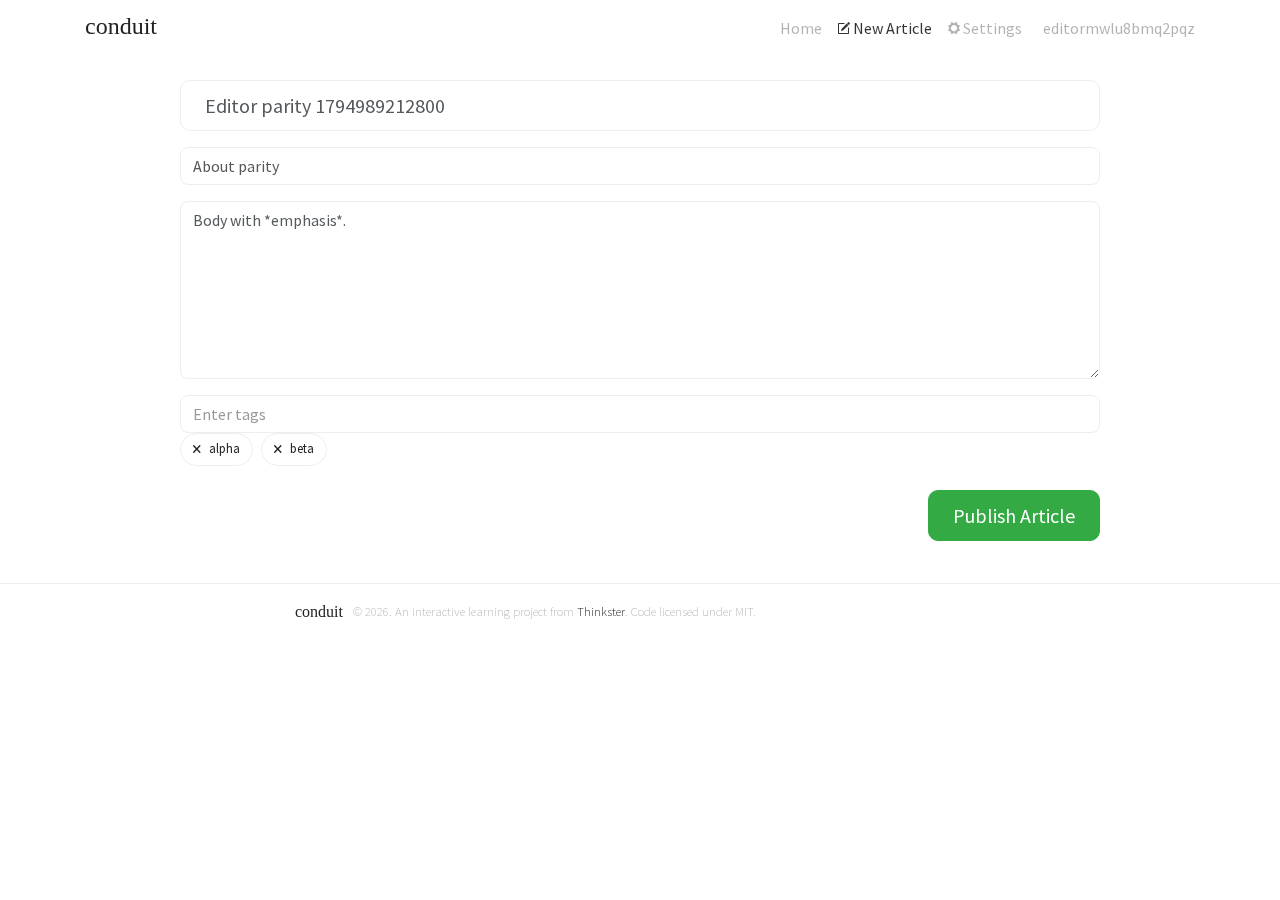 conduit
Home New Article Settings editormwlu8bmq2pqz
Editor parity 1794989212800
About parity
Body with *emphasis*.
Enter tags
alpha beta
Publish Article
conduit © 2026. An interactive learning project from Thinkster. Code licensed under MIT.